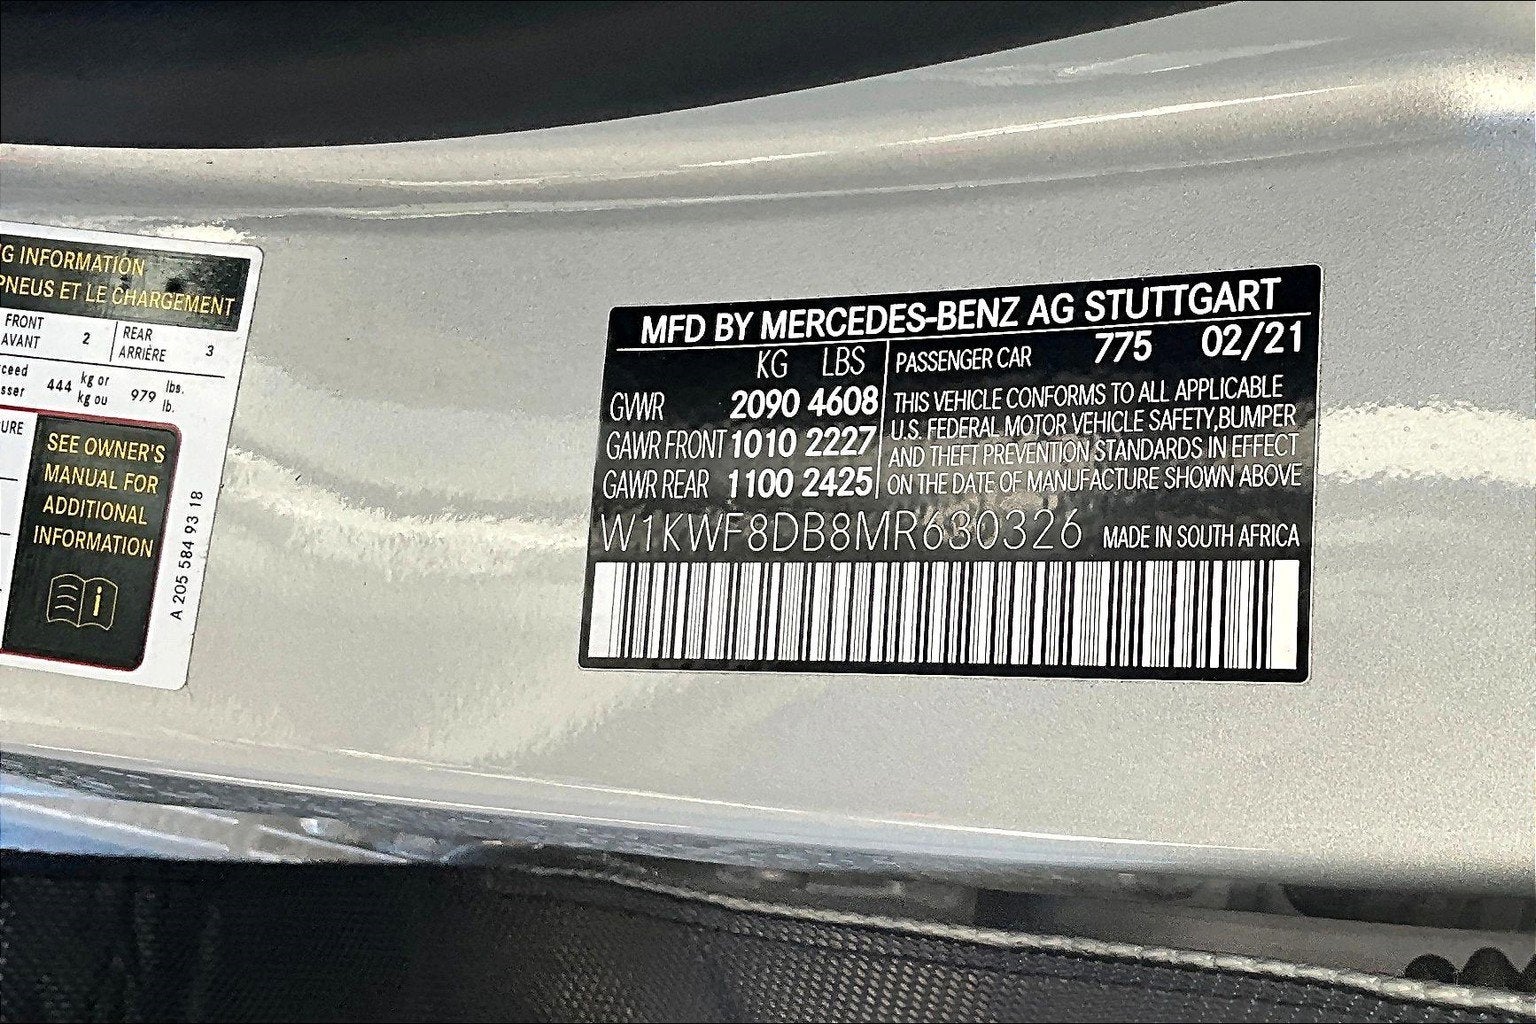 G INFORMATION
PNEUS ET LE CHARGEMENT
FRONT
AVANT 2
REAR
ARRIÈRE 3
444 kg or
kg ou
979 lbs.
lb.
SEE OWNER'S
MANUAL FOR
ADDITIONAL
INFORMATION
i
A 205 584 93 18
MFD BY MERCEDES-BENZ AG STUTTGART
KG LBS
GVWR 2090 4608
GAWR FRONT 1010 2227
GAWR REAR 1100 2425
PASSENGER CAR 775 02/21
THIS VEHICLE CONFORMS TO ALL APPLICABLE
U.S. FEDERAL MOTOR VEHICLE SAFETY,BUMPER
AND THEFT PREVENTION STANDARDS IN EFFECT
ON THE DATE OF MANUFACTURE SHOWN ABOVE
W1KWF8DB8MR630326 MADE IN SOUTH AFRICA